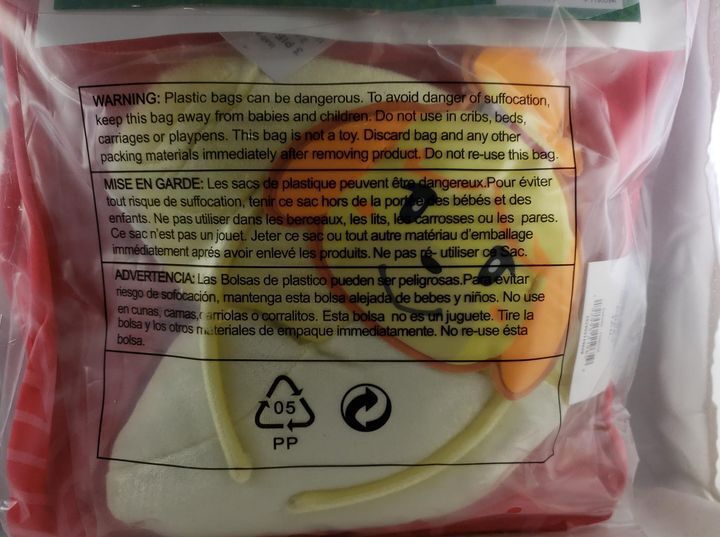 WARNING: Plastic bags can be dangerous. To avoid danger of suffocation,
keep this bag away from babies and children. Do not use in cribs, beds,
carriages or playpens. This bag is not a toy. Discard bag and any other
packing materials immediately after removing product. Do not re-use this bag.
MISE EN GARDE: Les sacs de plastique peuvent être dangereux.Pour éviter
tout risque de suffocation, tenir ce sac hors de la portée des bébés et des
enfants. Ne pas utiliser dans les berceaux, les lits, les carrosses ou les pares.
Ce sac n'est pas un jouet. Jeter ce sac ou tout autre matériau d'emballage
immédiatement aprés avoir enlevé les produits. Ne pas ré- utiliser ce Sac.
ADVERTENCIA: Las Bolsas de plastico pueden ser peligrosas.Para évitar
riesgo de sofocación, mantenga esta bolsa alejada de bebes y niños. No use
en cunas, camas, carriolas o corralitos. Esta bolsa no es un juguete. Tire la
bolsa y los otros materiales de empaque immediatamente. No re-use ésta
bolsa.
05
PP